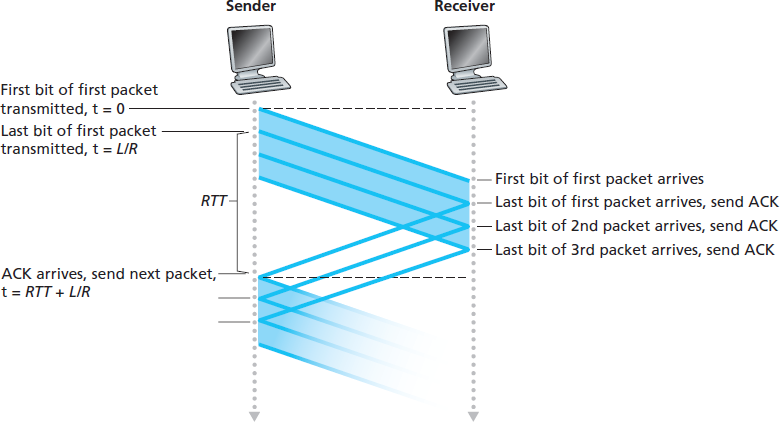 Sender
Receiver
First bit of first packet
transmitted, t = 0
Last bit of first packet
transmitted, t = L/R
RTT
First bit of first packet arrives
Last bit of first packet arrives, send ACK
Last bit of 2nd packet arrives, send ACK
Last bit of 3rd packet arrives, send ACK
ACK arrives, send next packet,
t = RTT + L/R